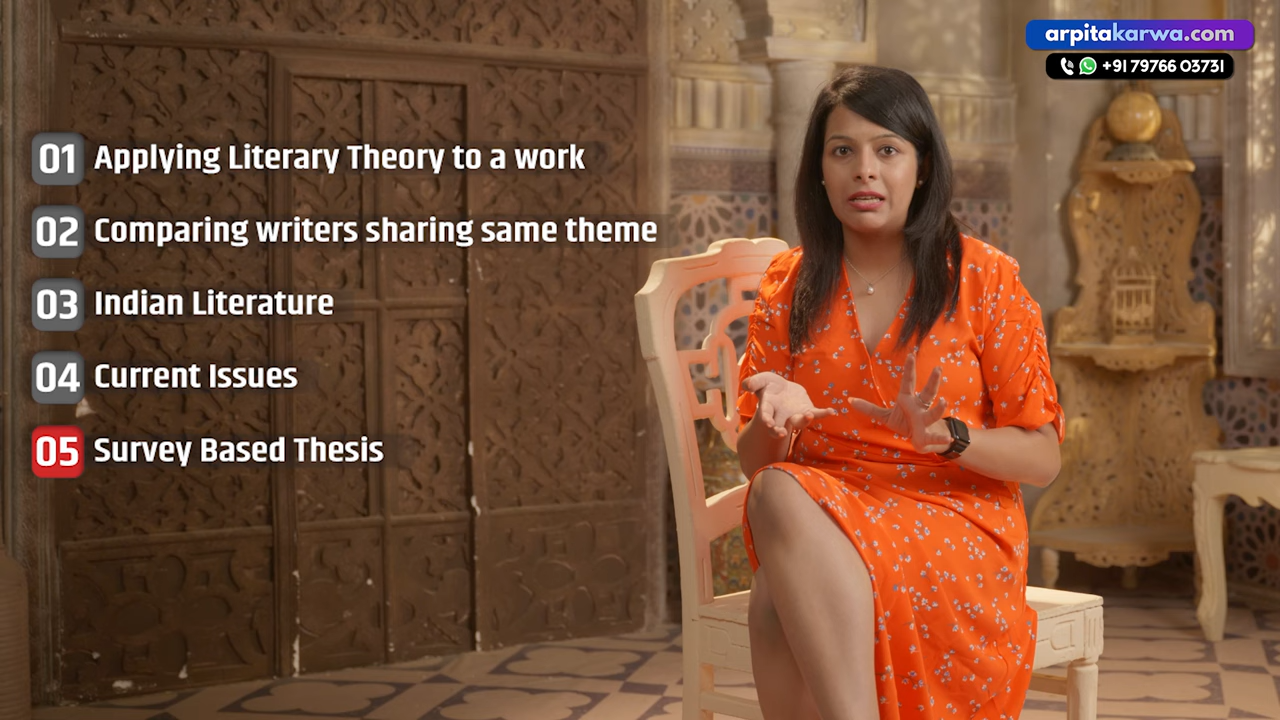 arpitakarwa.com
+91 79766 03731
01 Applying Literary Theory to a work
02 Comparing writers sharing same theme
03 Indian Literature
04 Current Issues
05 Survey Based Thesis